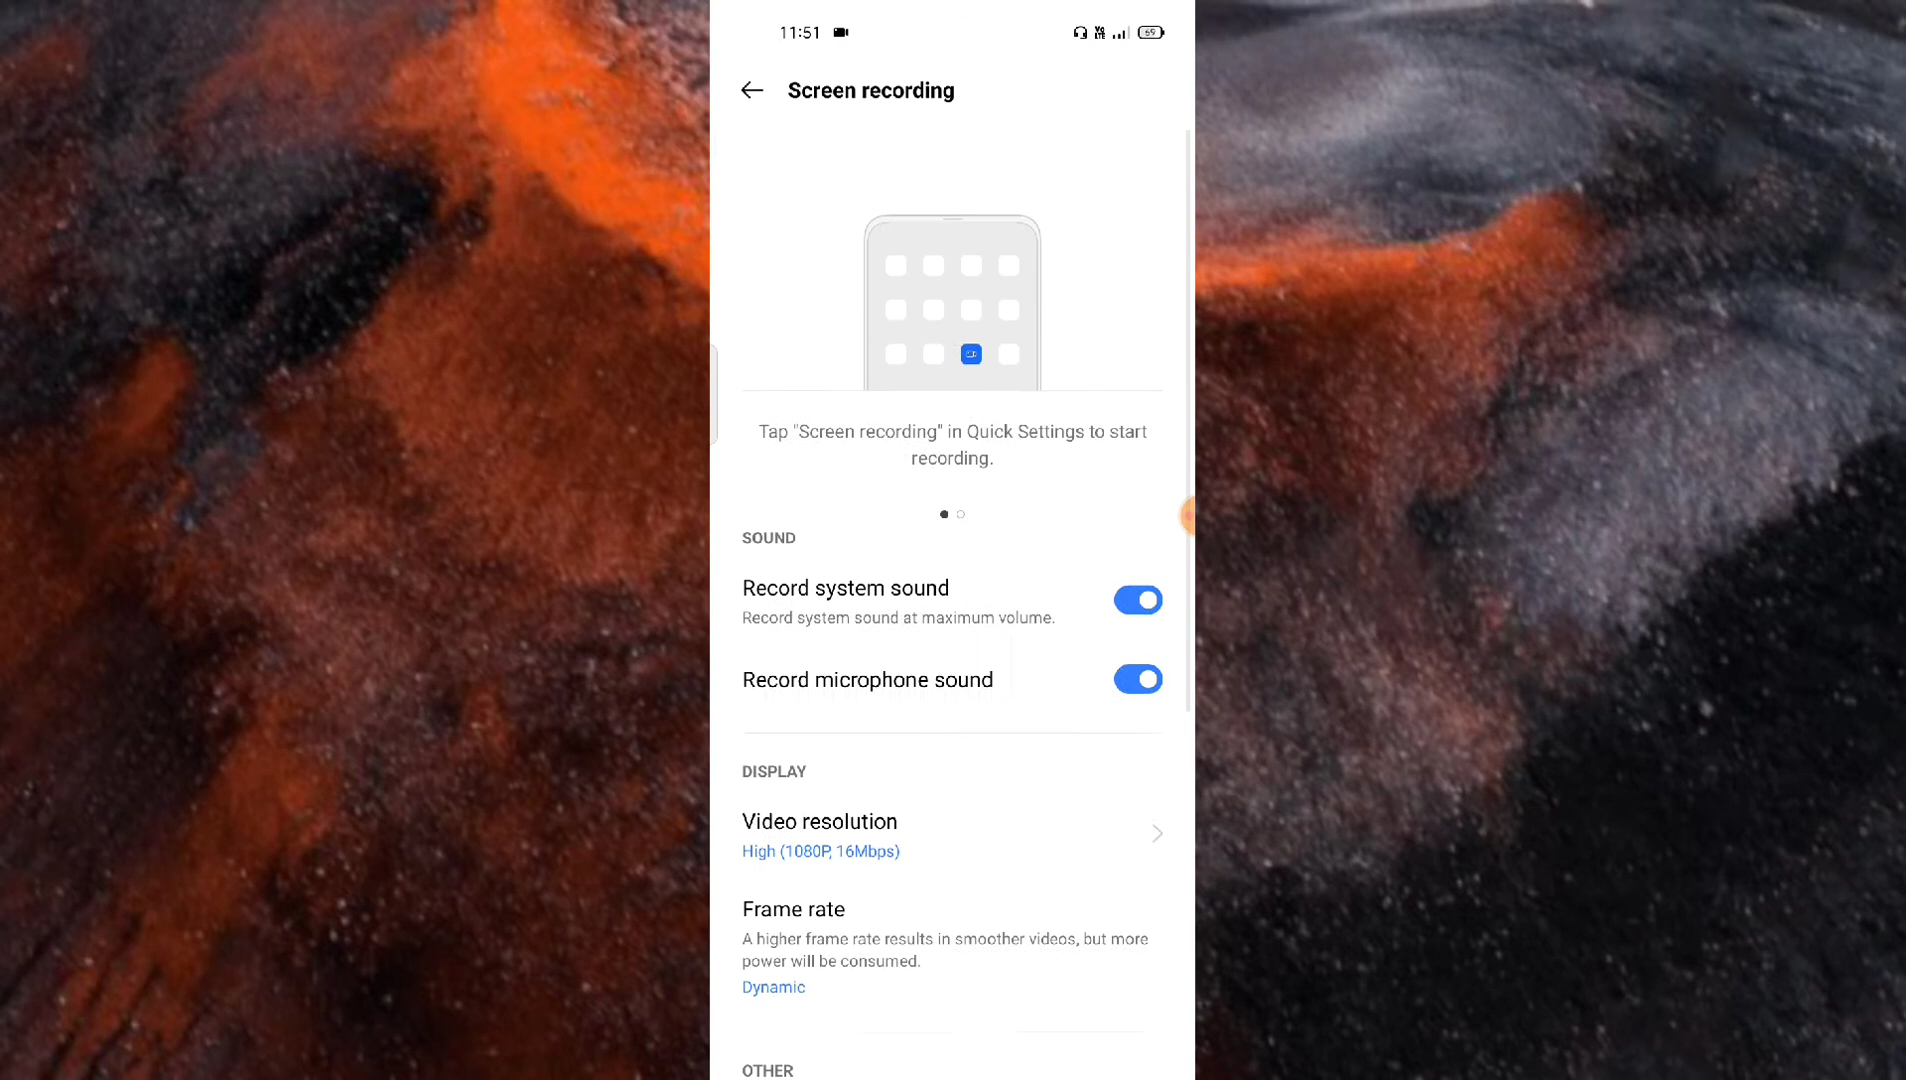 11:51
69
Screen recording
Tap "Screen recording" in Quick Settings to start
recording.
SOUND
Record system sound
Record system sound at maximum volume.
Record microphone sound
DISPLAY
Video resolution
High (1080P, 16Mbps)
Frame rate
A higher frame rate results in smoother videos, but more
power will be consumed.
Dynamic
OTHER